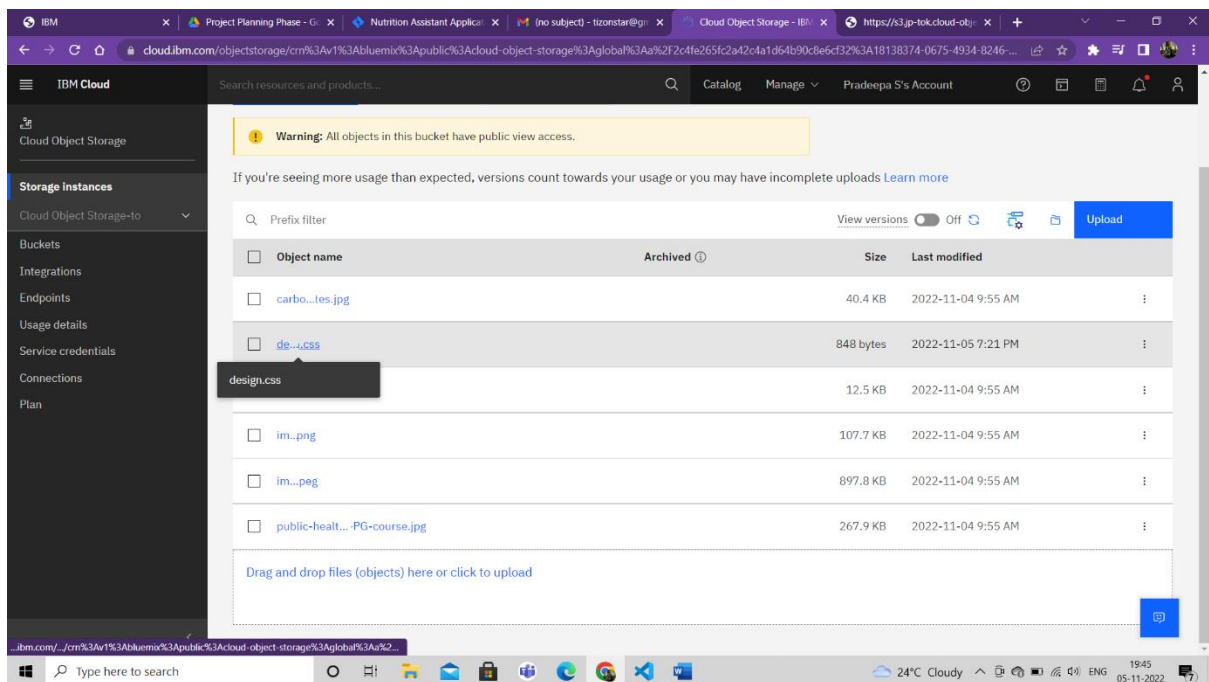 IBM
Project Planning Phase - Go
Nutrition Assistant Applicat
(no subject) - tizonstar@gm
Cloud Object Storage - IBM
https://s3.jp-tok.cloud-obje
cloud.ibm.com/objectstorage/crn%3Av1%3Abluemix%3Apublic%3Acloud-object-storage%3Aglobal%3Aa%2F2c4fe265fc2a42c4a1d64b90c8e6cf32%3A18138374-0675-4934-8246-...
IBM Cloud
Search resources and products...
Catalog
Manage
Pradeepa S's Account
Cloud Object Storage
Storage instances
Cloud Object Storage-to
Buckets
Integrations
Endpoints
Usage details
Service credentials
Connections
Plan
Warning: All objects in this bucket have public view access.
If you're seeing more usage than expected, versions count towards your usage or you may have incomplete uploads Learn more
Prefix filter
View versions Off
Upload
Object name Archived Size Last modified
carbo...tes.jpg 40.4 KB 2022-11-04 9:55 AM
de....css 848 bytes 2022-11-05 7:21 PM
design.css
12.5 KB 2022-11-04 9:55 AM
im...png 107.7 KB 2022-11-04 9:55 AM
im...peg 897.8 KB 2022-11-04 9:55 AM
public-healt...-PG-course.jpg 267.9 KB 2022-11-04 9:55 AM
Drag and drop files (objects) here or click to upload
...ibm.com/.../crn%3Av1%3Abluemix%3Apublic%3Acloud-object-storage%3Aglobal%3Aa%2...
Type here to search
24°C Cloudy
ENG
19:45
05-11-2022
7